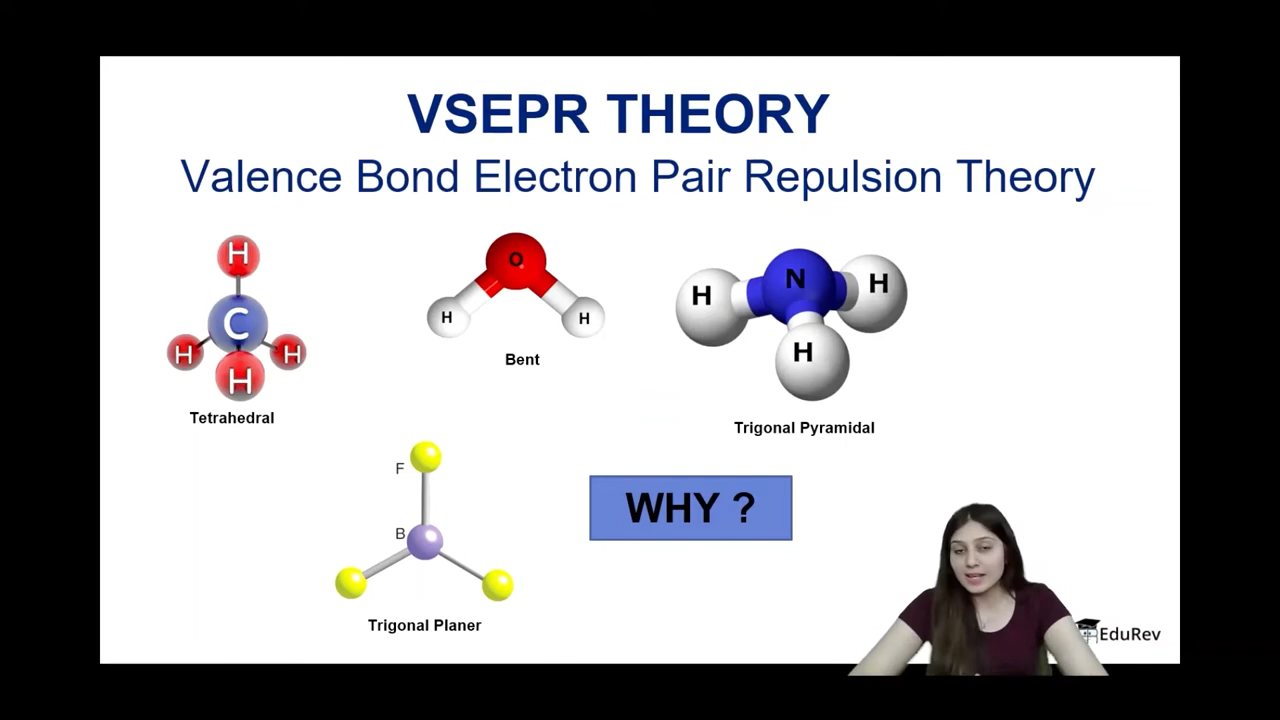 VSEPR THEORY
Valence Bond Electron Pair Repulsion Theory
H
C
H
H
H
Tetrahedral
O
H
H
Bent
N
H
H
H
Trigonal Pyramidal
F
B
Trigonal Planer
WHY ?
EduRev